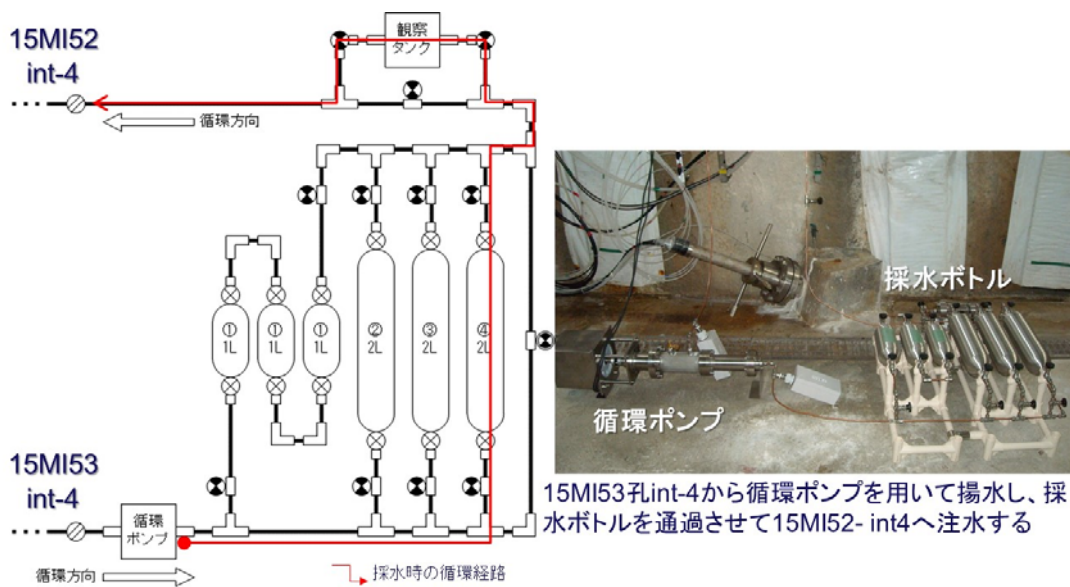 15MI52
int-4
観察
タンク
循環方向
①
1L
①
1L
①
1L
②
2L
③
2L
④
2L
15MI53
int-4
循環
ポンプ
循環方向
採水時の循環経路
採水ボトル
循環ポンプ
15MI53孔int-4から循環ポンプを用いて揚水し、採
水ボトルを通過させて15MI52- int4へ注水する